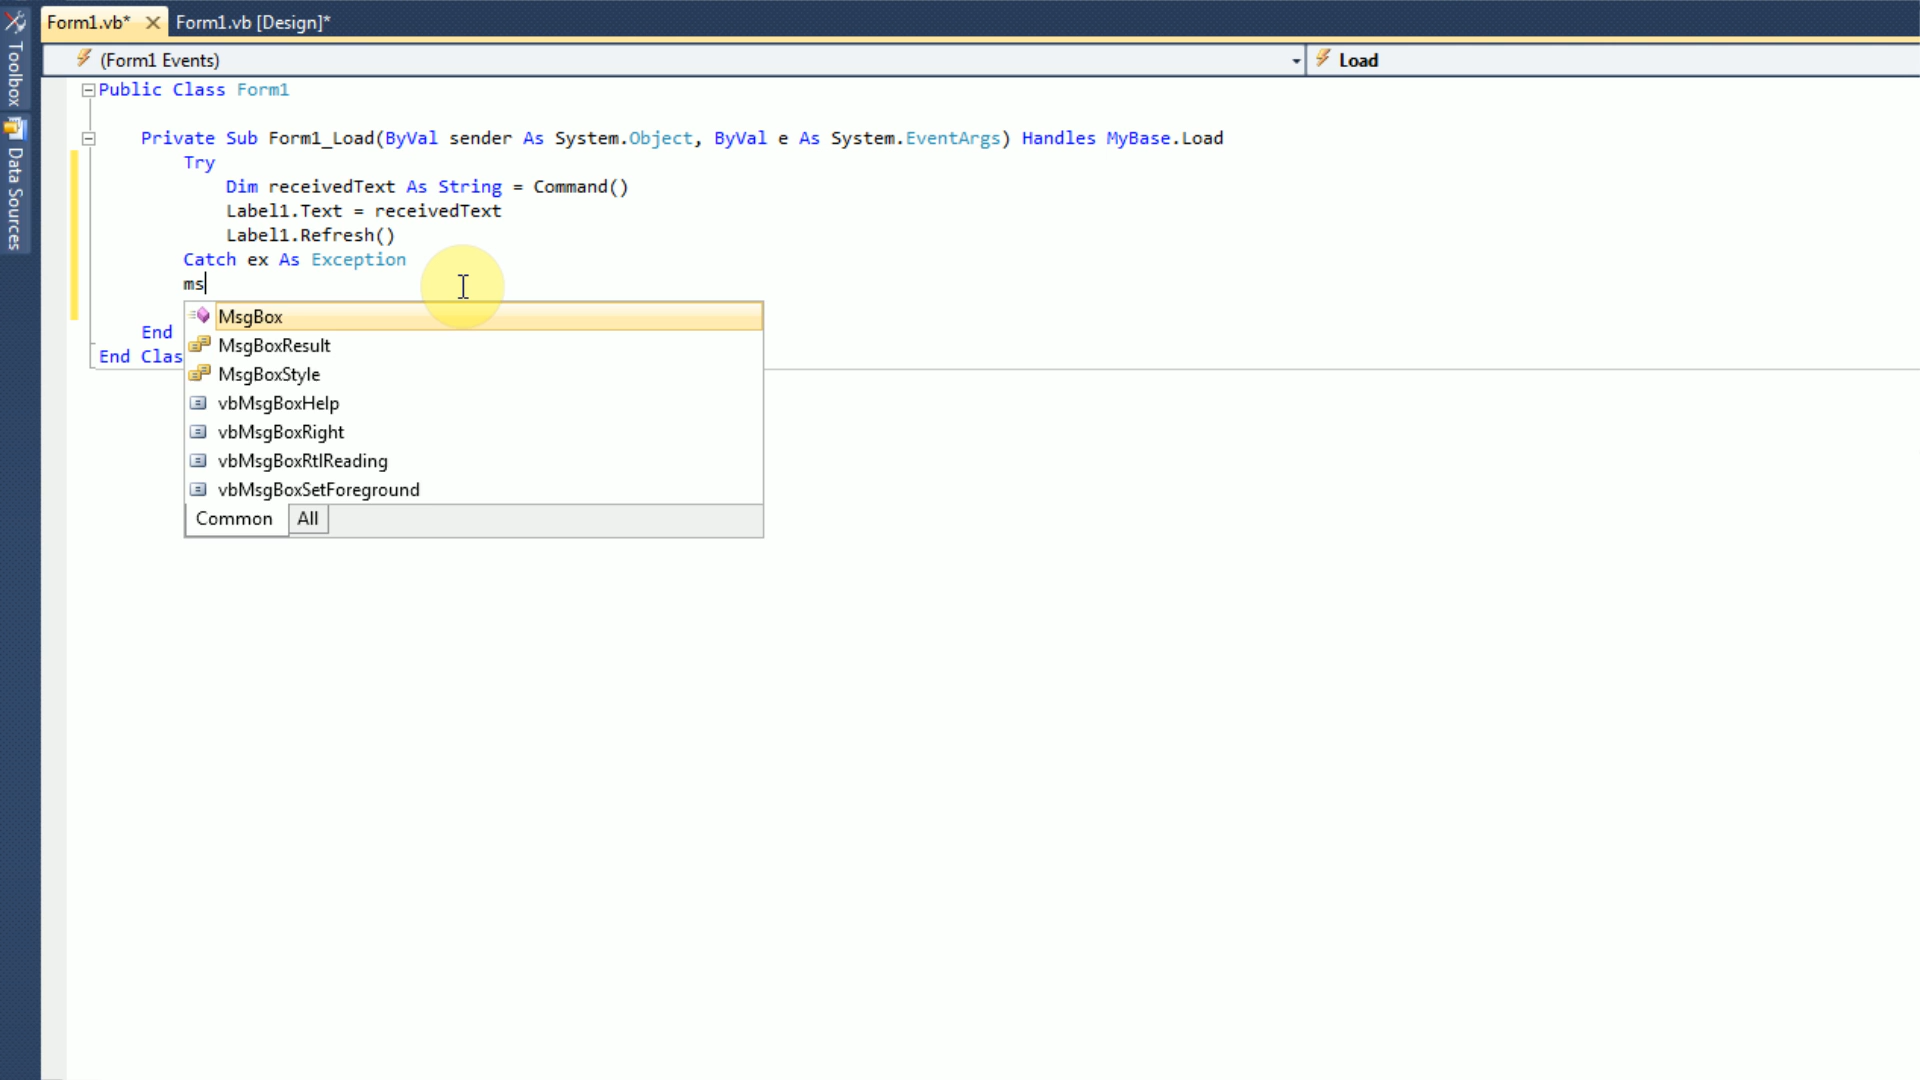 Form1.vb*
Form1.vb [Design]*
Toolbox
Data Sources
(Form1 Events)
Load
Public Class Form1
Private Sub Form1_Load(ByVal sender As System.Object, ByVal e As System.EventArgs) Handles MyBase.Load
Try
Dim receivedText As String = Command()
Label1.Text = receivedText
Label1.Refresh()
Catch ex As Exception
ms
End
End Clas
MsgBox
MsgBoxResult
MsgBoxStyle
vbMsgBoxHelp
vbMsgBoxRight
vbMsgBoxRtlReading
vbMsgBoxSetForeground
Common
All